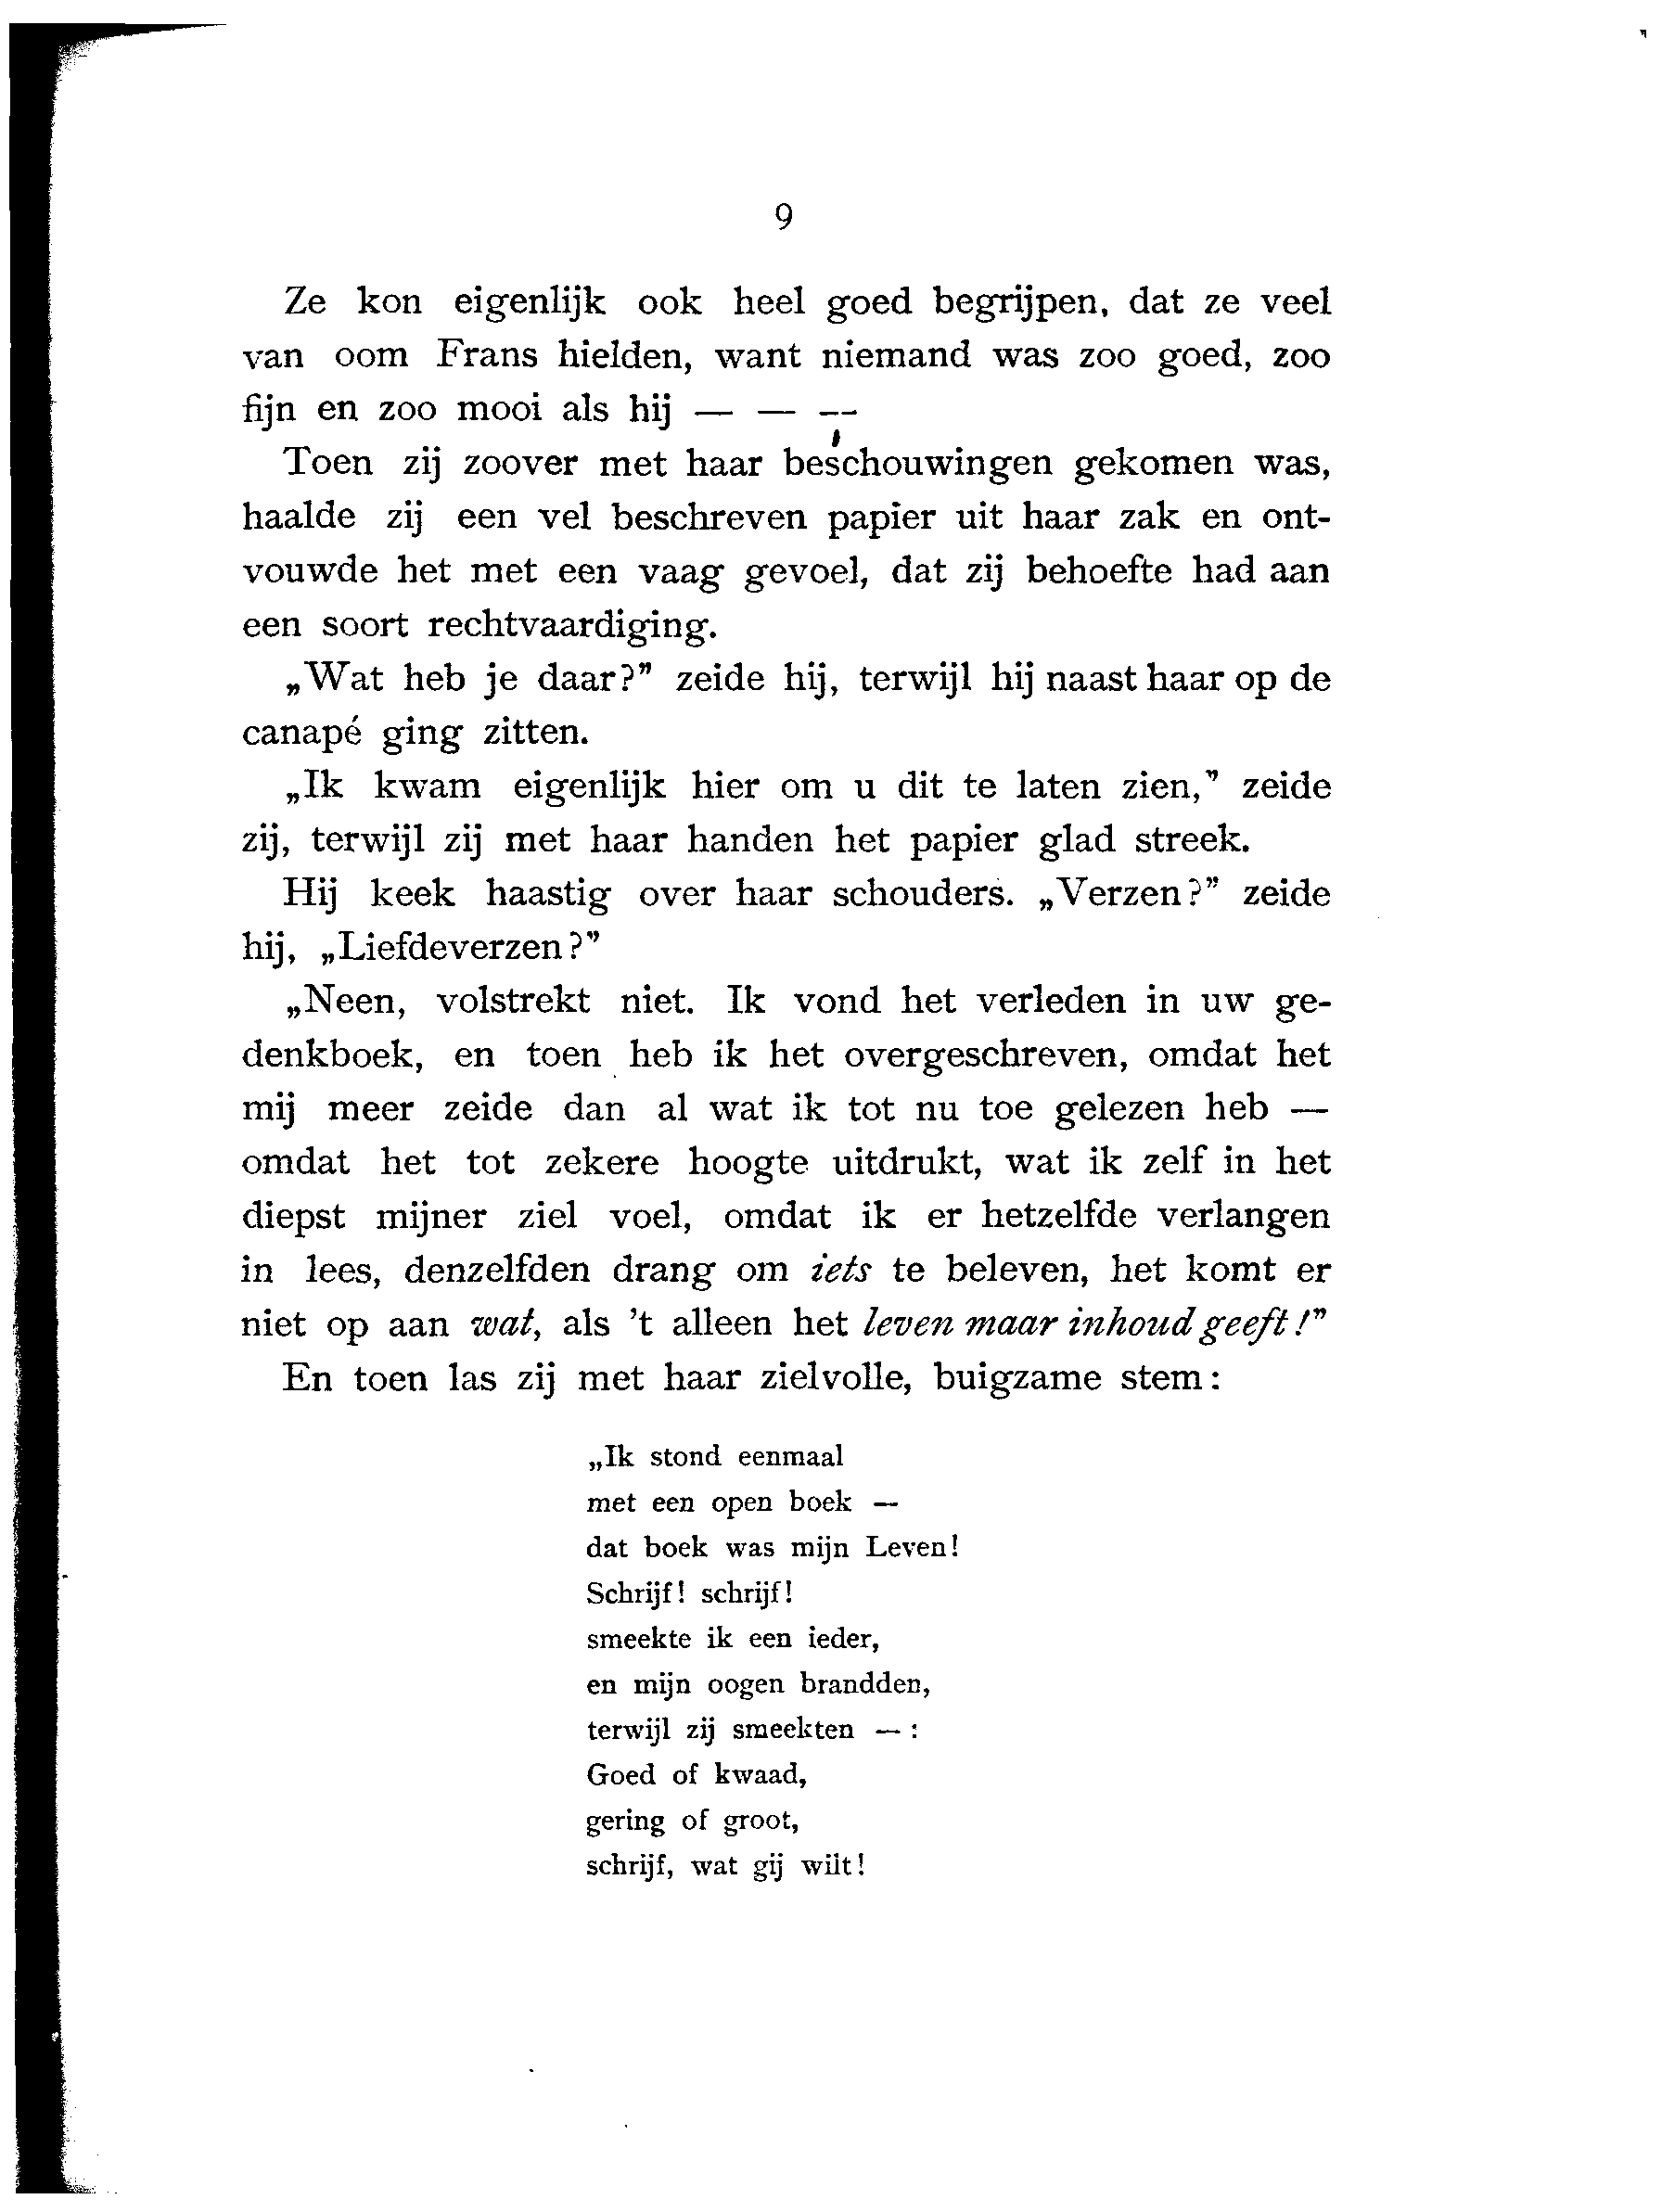 9
Ze kon eigenlijk ook heel goed begrijpen, dat ze veel
van oom Frans hielden, want niemand was zoo goed, zoo
fijn en zoo mooi als hij — — —
Toen zij zoover met haar beschouwingen gekomen was,
haalde zij een vel beschreven papier uit haar zak en ont-
vouwde het met een vaag gevoel, dat zij behoefte had aan
een soort rechtvaardiging.
„Wat heb je daar?” zeide hij, terwijl hij naast haar op de
canapé ging zitten.
„Ik kwam eigenlijk hier om u dit te laten zien,” zeide
zij, terwijl zij met haar handen het papier glad streek.
Hij keek haastig over haar schouders. „Verzen?” zeide
hij, „Liefdeverzen?”
„Neen, volstrekt niet. Ik vond het verleden in uw ge-
denkboek, en toen heb ik het overgeschreven, omdat het
mij meer zeide dan al wat ik tot nu toe gelezen heb —
omdat het tot zekere hoogte uitdrukt, wat ik zelf in het
diepst mijner ziel voel, omdat ik er hetzelfde verlangen
in lees, denzelfden drang om iets te beleven, het komt er
niet op aan wat, als 't alleen het leven maar inhoud geeft!”
En toen las zij met haar zielvolle, buigzame stem:
„Ik stond eenmaal
met een open boek —
dat boek was mijn Leven!
Schrijf! schrijf!
smeekte ik een ieder,
en mijn oogen brandden,
terwijl zij smeekten — :
Goed of kwaad,
gering of groot,
schrijf, wat gij wilt!